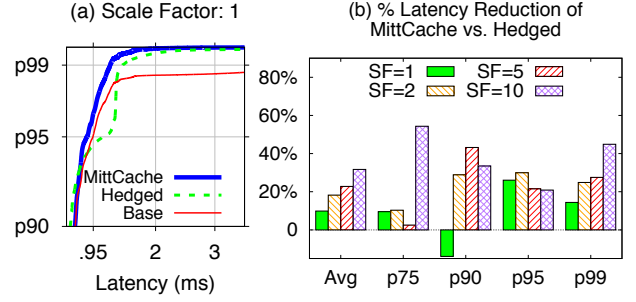 (a) Scale Factor: 1
p99
p95
p90
MittCache
Hedged
Base
.95 2 3
Latency (ms)
(b) % Latency Reduction of
MittCache vs. Hedged
80%
60%
40%
20%
0
SF=1 SF=5
SF=2 SF=10
Avg p75 p90 p95 p99